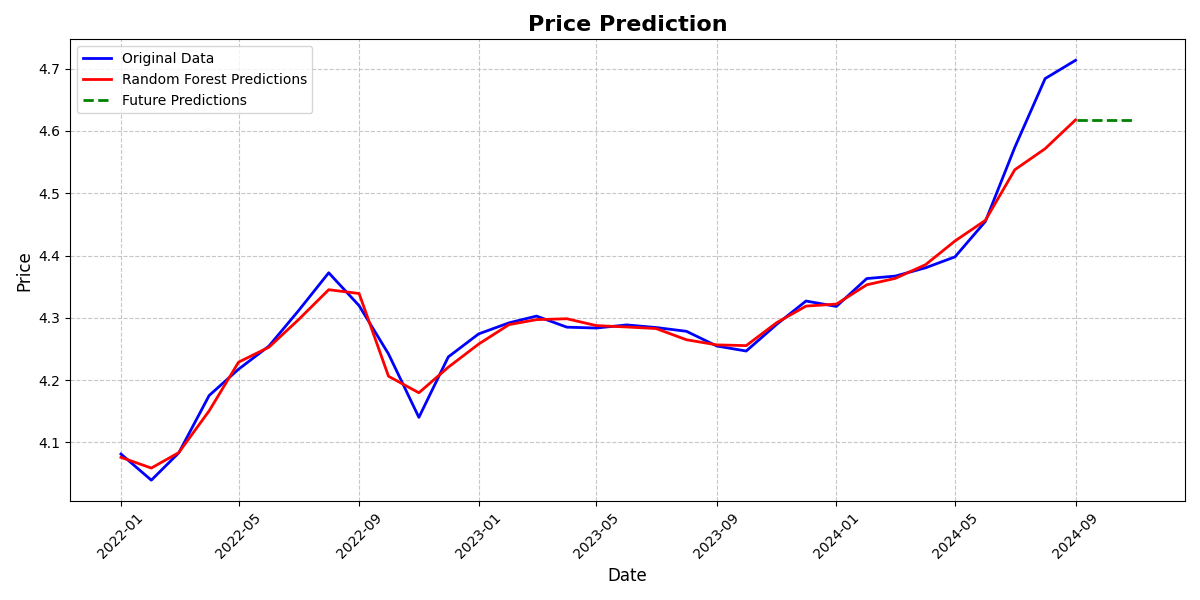 Price Prediction
Original Data
Random Forest Predictions
Future Predictions
Price
4.7
4.6
4.5
4.4
4.3
4.2
4.1
2022-01
2022-05
2022-09
2023-01
2023-05
2023-09
2024-01
2024-05
2024-09
Date